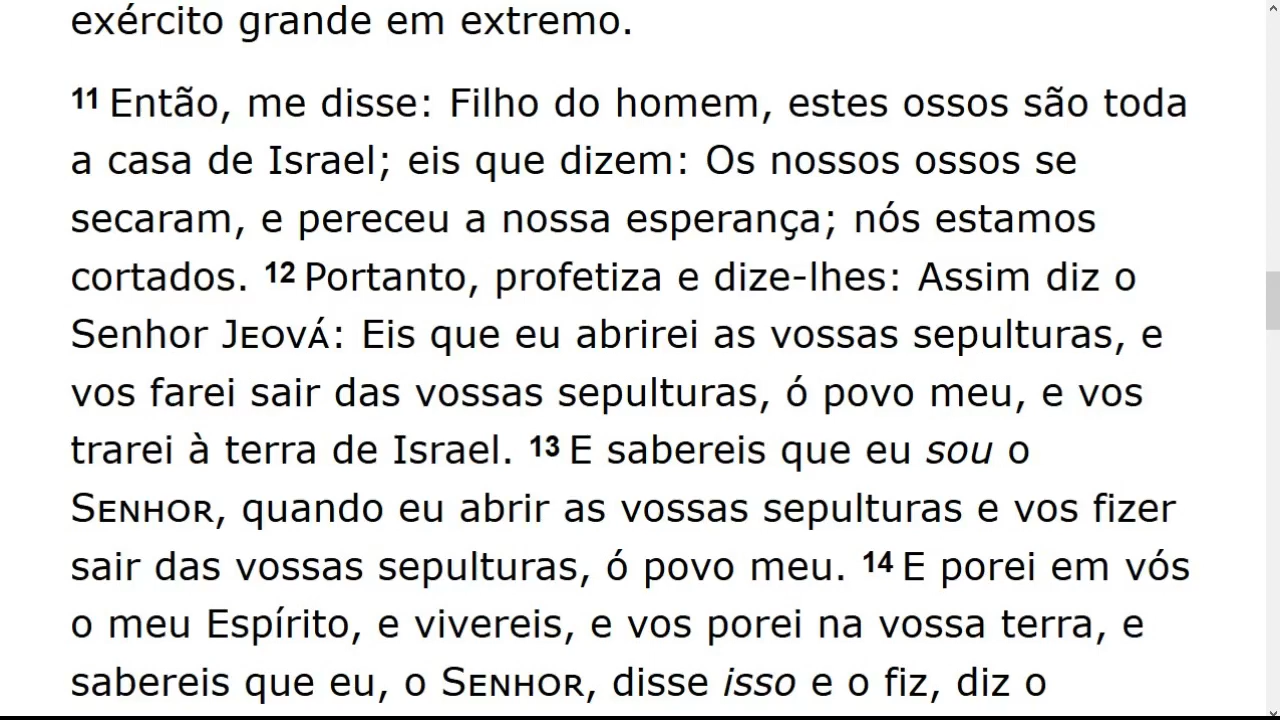 exército grande em extremo.
11 Então, me disse: Filho do homem, estes ossos são toda
a casa de Israel; eis que dizem: Os nossos ossos se
secaram, e pereceu a nossa esperança; nós estamos
cortados. 12 Portanto, profetiza e dize-lhes: Assim diz o
Senhor JEOVÁ: Eis que eu abrirei as vossas sepulturas, e
vos farei sair das vossas sepulturas, ó povo meu, e vos
trarei à terra de Israel. 13 E sabereis que eu sou o
SENHOR, quando eu abrir as vossas sepulturas e vos fizer
sair das vossas sepulturas, ó povo meu. 14 E porei em vós
o meu Espírito, e vivereis, e vos porei na vossa terra, e
sabereis que eu, o SENHOR, disse isso e o fiz, diz o